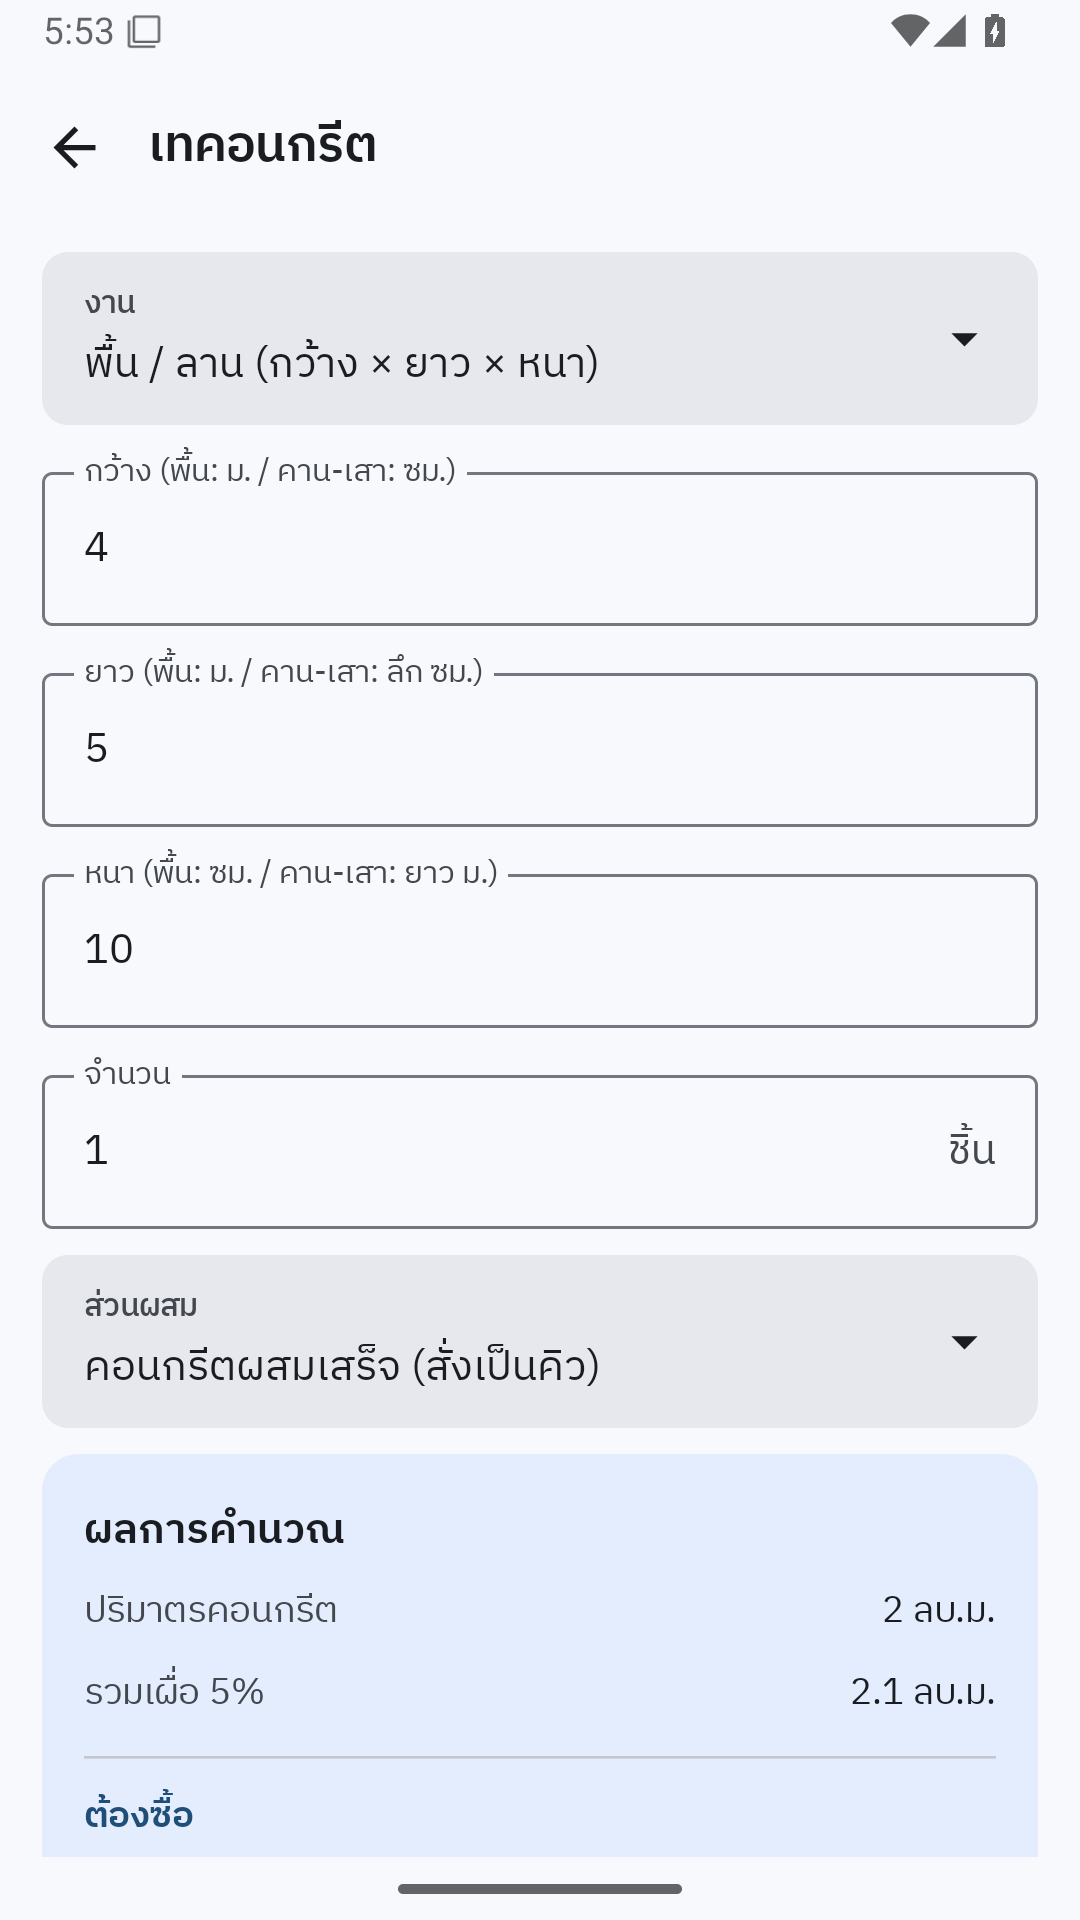 5:53
เทคอนกรีต
งาน
พื้น / ลาน (กว้าง × ยาว × หนา)
กว้าง (พื้น: ม. / คาน-เสา: ซม.)
4
ยาว (พื้น: ม. / คาน-เสา: ลึก ซม.)
5
หนา (พื้น: ซม. / คาน-เสา: ยาว ม.)
10
จำนวน
1 ชิ้น
ส่วนผสม
คอนกรีตผสมเสร็จ (สั่งเป็นคิว)
ผลการคำนวณ
ปริมาตรคอนกรีต 2 ลบ.ม.
รวมเผื่อ 5% 2.1 ลบ.ม.
ต้องซื้อ